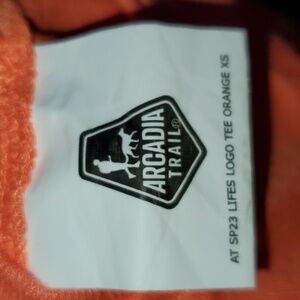 ARCADIA
TRAIL®
AT SP23 LIFES LOGO TEE ORANGE XS